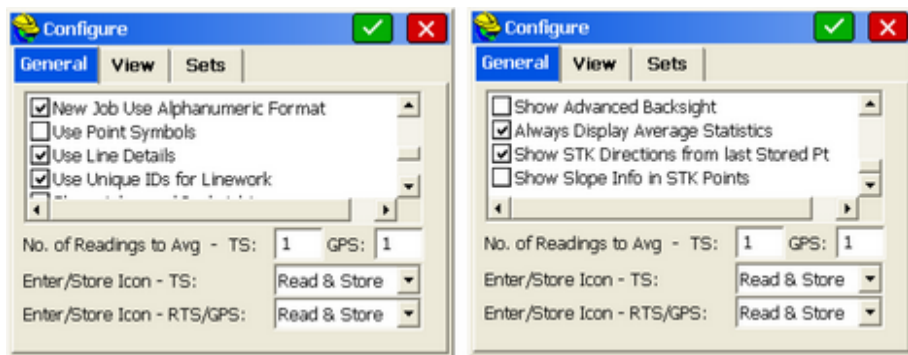 Configure
General View Sets
New Job Use Alphanumeric Format
Use Point Symbols
Use Line Details
Use Unique IDs for Linework
No. of Readings to Avg - TS: 1 GPS: 1
Enter/Store Icon - TS: Read & Store
Enter/Store Icon - RTS/GPS: Read & Store
Configure
General View Sets
Show Advanced Backsight
Always Display Average Statistics
Show STK Directions from last Stored Pt
Show Slope Info in STK Points
No. of Readings to Avg - TS: 1 GPS: 1
Enter/Store Icon - TS: Read & Store
Enter/Store Icon - RTS/GPS: Read & Store